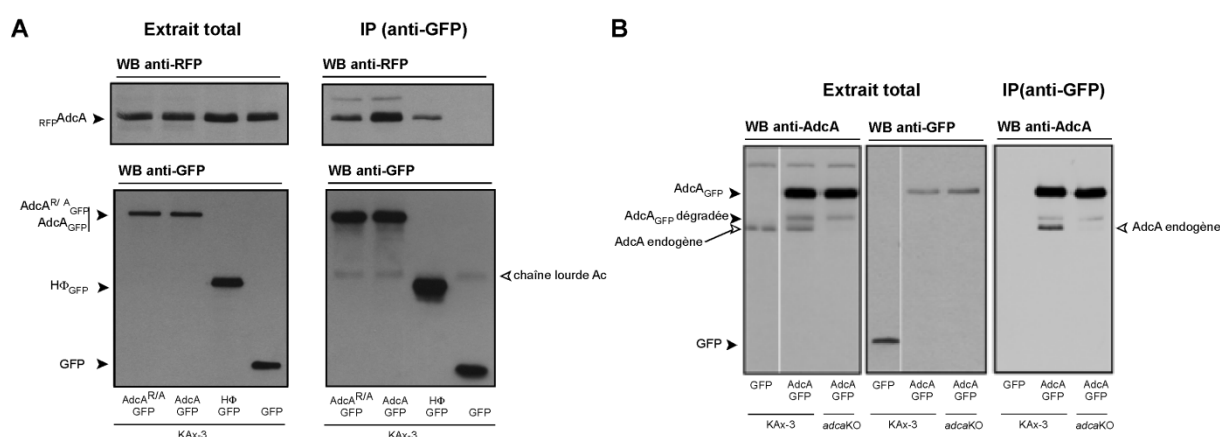 A
Extrait total
IP (anti-GFP)
WB anti-RFP
WB anti-RFP
RFPAdcA
WB anti-GFP
WB anti-GFP
AdcAR/AGFP
AdcAGFP
HΦGFP
GFP
chaîne lourde Ac
AdcAR/A GFP
AdcA GFP
HΦ GFP
GFP
KAx-3
AdcAR/A GFP
AdcA GFP
HΦ GFP
GFP
KAx-3
B
Extrait total
IP(anti-GFP)
WB anti-AdcA
WB anti-GFP
WB anti-AdcA
AdcAGFP
AdcAGFP dégradée
AdcA endogène
GFP
AdcA endogène
GFP
AdcA GFP
AdcA GFP
GFP
AdcA GFP
AdcA GFP
GFP
AdcA GFP
AdcA GFP
KAx-3
adcaKO
KAx-3
adcaKO
KAx-3
adcaKO